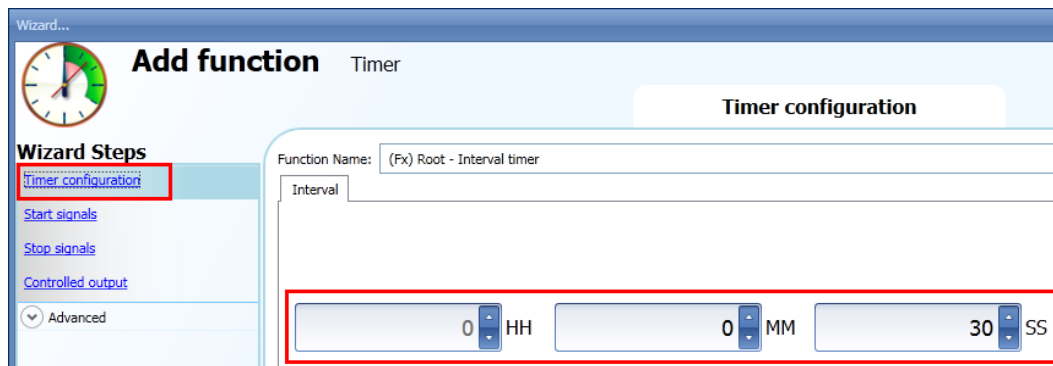 Wizard...
Add function Timer
Timer configuration
Wizard Steps
Timer configuration
Start signals
Stop signals
Controlled output
Advanced
Function Name: (Fx) Root - Interval timer
Interval
0 HH 0 MM 30 SS